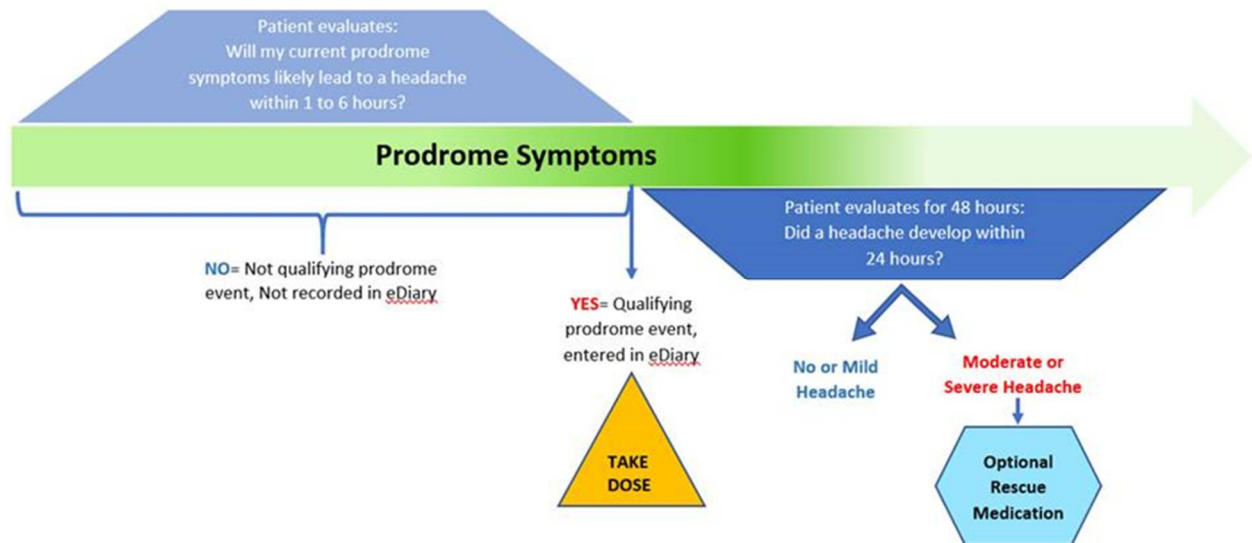 Patient evaluates:
Will my current prodrome
symptoms likely lead to a headache
within 1 to 6 hours?
Prodrome Symptoms
Patient evaluates for 48 hours:
Did a headache develop within
24 hours?
NO= Not qualifying prodrome
event, Not recorded in eDiary
YES= Qualifying
prodrome event,
entered in eDiary
No or Mild
Headache
Moderate or
Severe Headache
TAKE
DOSE
Optional
Rescue
Medication